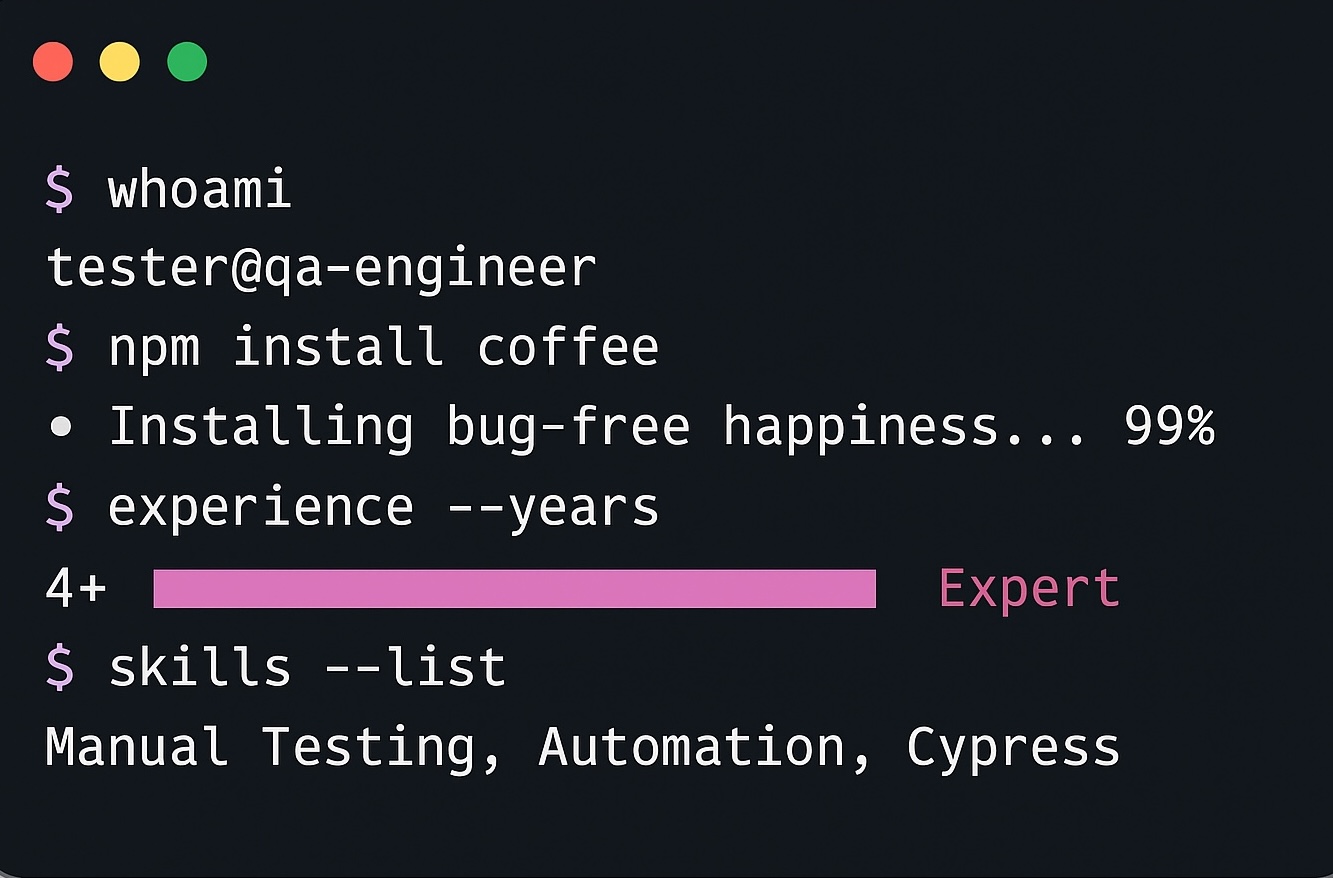 $ whoami
tester@qa-engineer
$ npm install coffee
• Installing bug-free happiness... 99%
$ experience --years
4+ Expert
$ skills --list
Manual Testing, Automation, Cypress